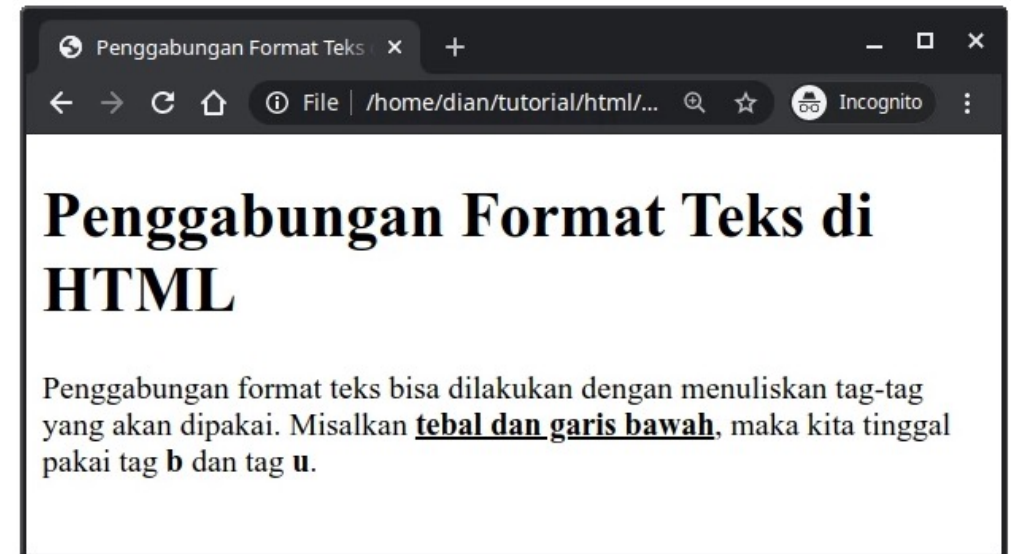 Penggabungan Format Teks
File
/home/dian/tutorial/html/...
Incognito
Penggabungan Format Teks di
HTML
Penggabungan format teks bisa dilakukan dengan menuliskan tag-tag
yang akan dipakai. Misalkan tebal dan garis bawah, maka kita tinggal
pakai tag b dan tag u.